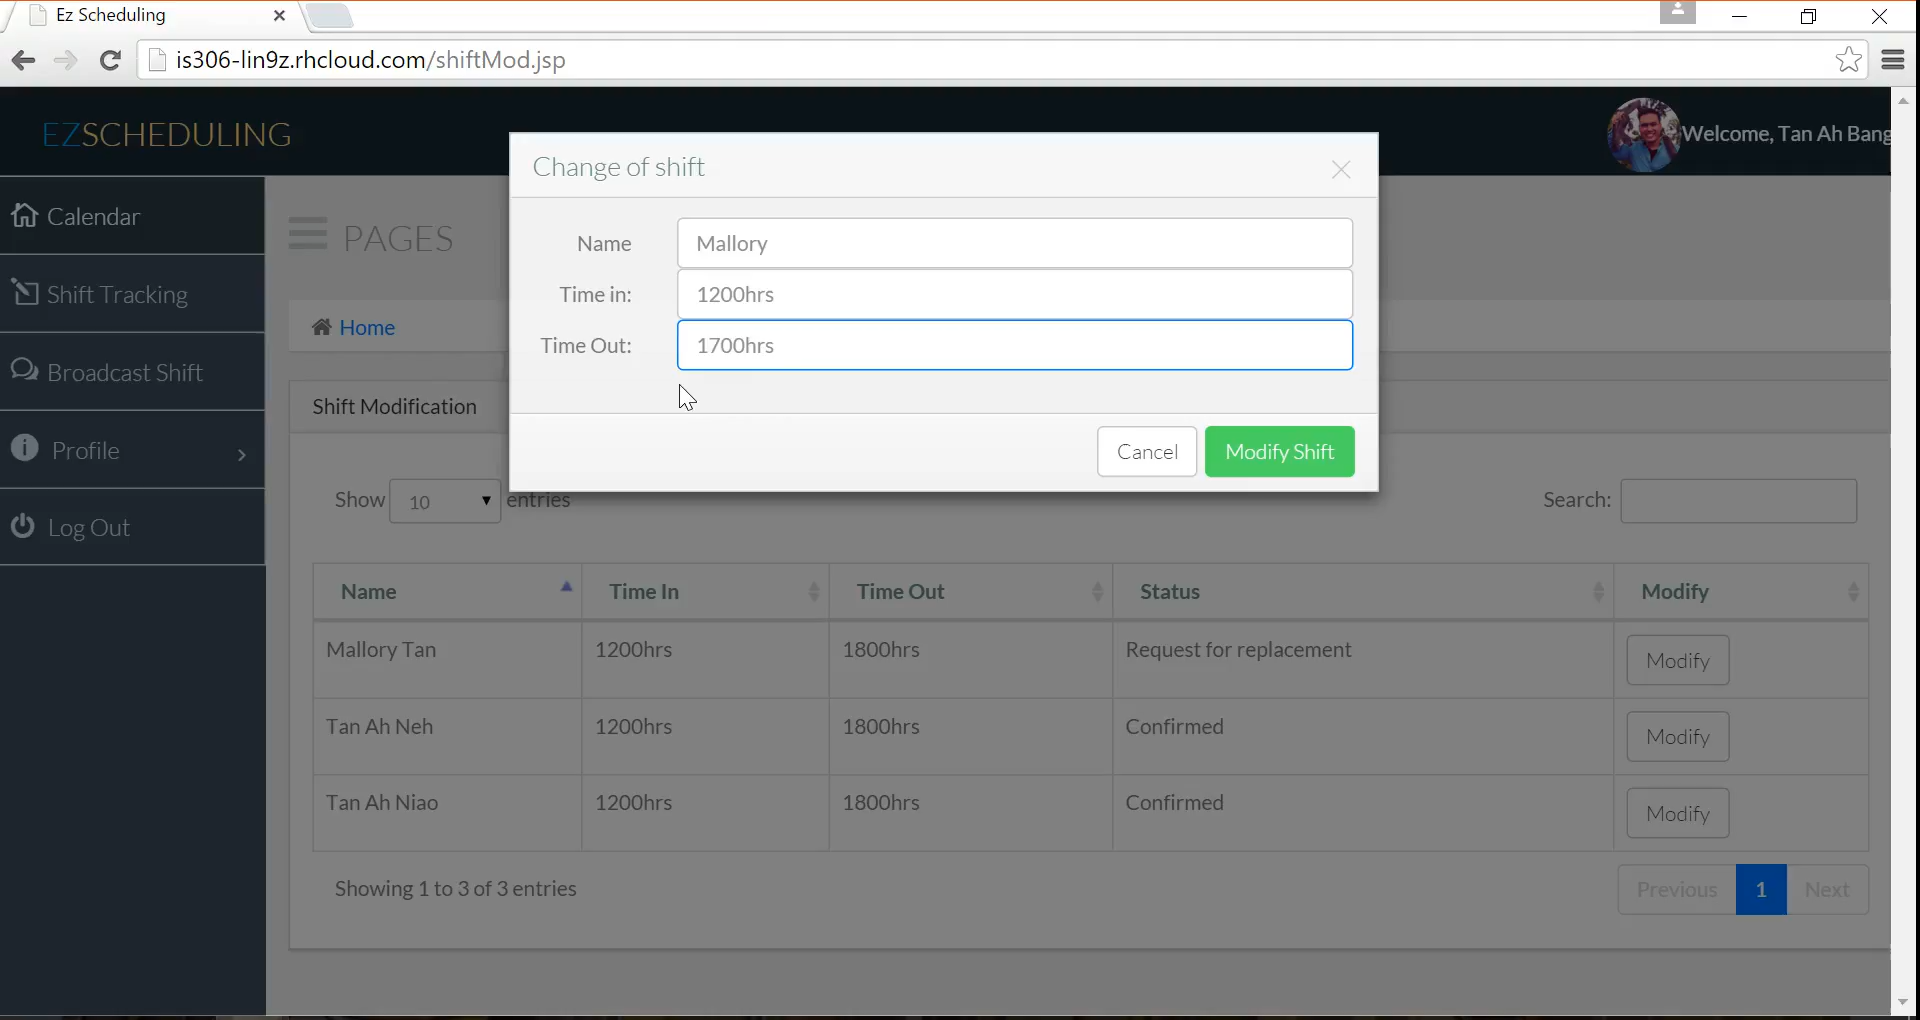 Ez Scheduling
is306-lin9z.rhcloud.com/shiftMod.jsp
EZSCHEDULING
Welcome, Tan Ah Bang
Calendar
Shift Tracking
Broadcast Shift
Profile
Log Out
PAGES
Home
Shift Modification
Change of shift
Name Mallory
Time in: 1200hrs
Time Out: 1700hrs
Cancel Modify Shift
Show 10 entries Search:
Name Time In Time Out Status Modify
Mallory Tan 1200hrs 1800hrs Request for replacement Modify
Tan Ah Neh 1200hrs 1800hrs Confirmed Modify
Tan Ah Niao 1200hrs 1800hrs Confirmed Modify
Showing 1 to 3 of 3 entries Previous 1 Next